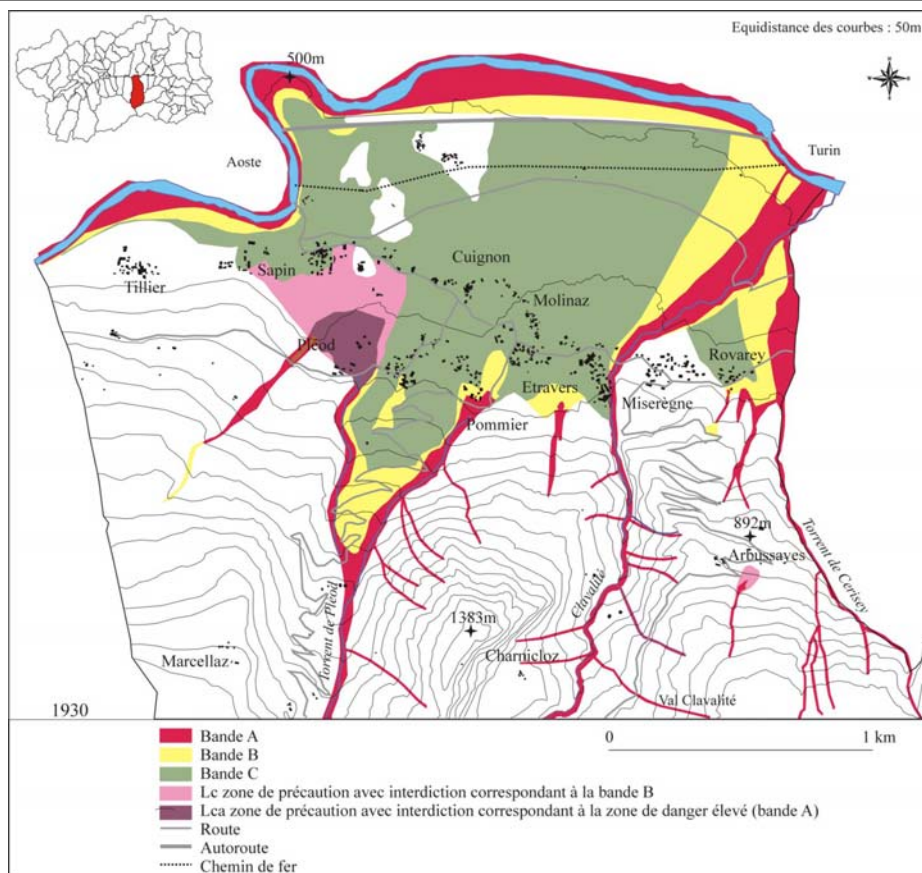 Equidistance des courbes : 50m
500m
Aoste
Turin
Cuignon
Sapin
Tillier
Molinaz
Pléod
Rovarey
Etravers
Miserègne
Pommier
892m
Arbussayes
Torrent de Pléod
1383m
Clavalité
Torrent de Cerisey
Marcellaz
Charnicloz
Val Clavalité
1930
Bande A
0 1 km
Bande B
Bande C
Lc zone de précaution avec interdiction correspondant à la bande B
Lca zone de précaution avec interdiction correspondant à la zone de danger élevé (bande A)
Route
Autoroute
Chemin de fer